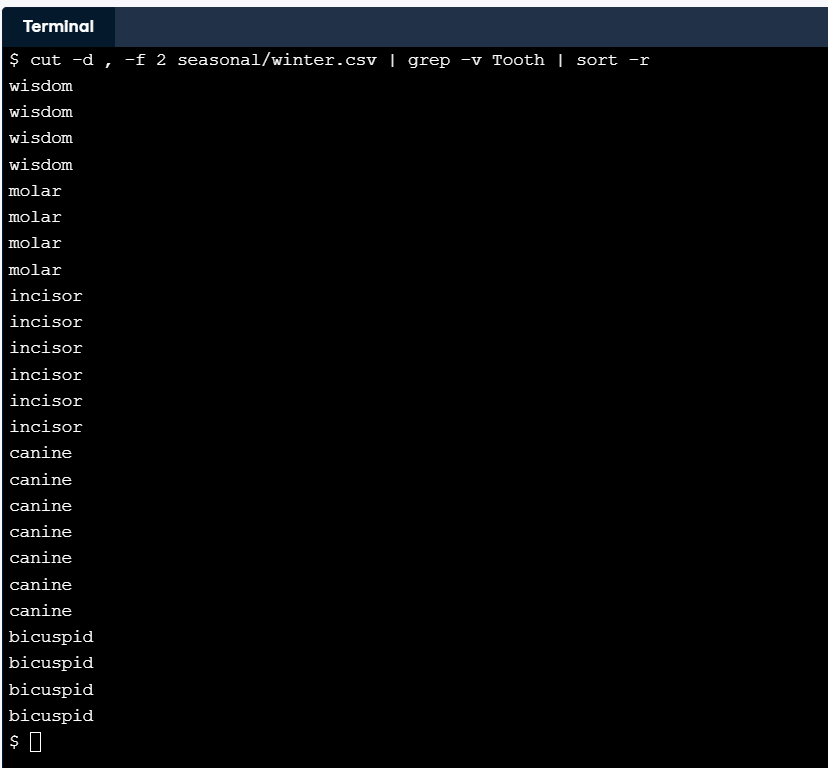 Terminal
$ cut -d , -f 2 seasonal/winter.csv | grep -v Tooth | sort -r
wisdom
wisdom
wisdom
wisdom
molar
molar
molar
molar
incisor
incisor
incisor
incisor
incisor
incisor
canine
canine
canine
canine
canine
canine
canine
bicuspid
bicuspid
bicuspid
bicuspid
$